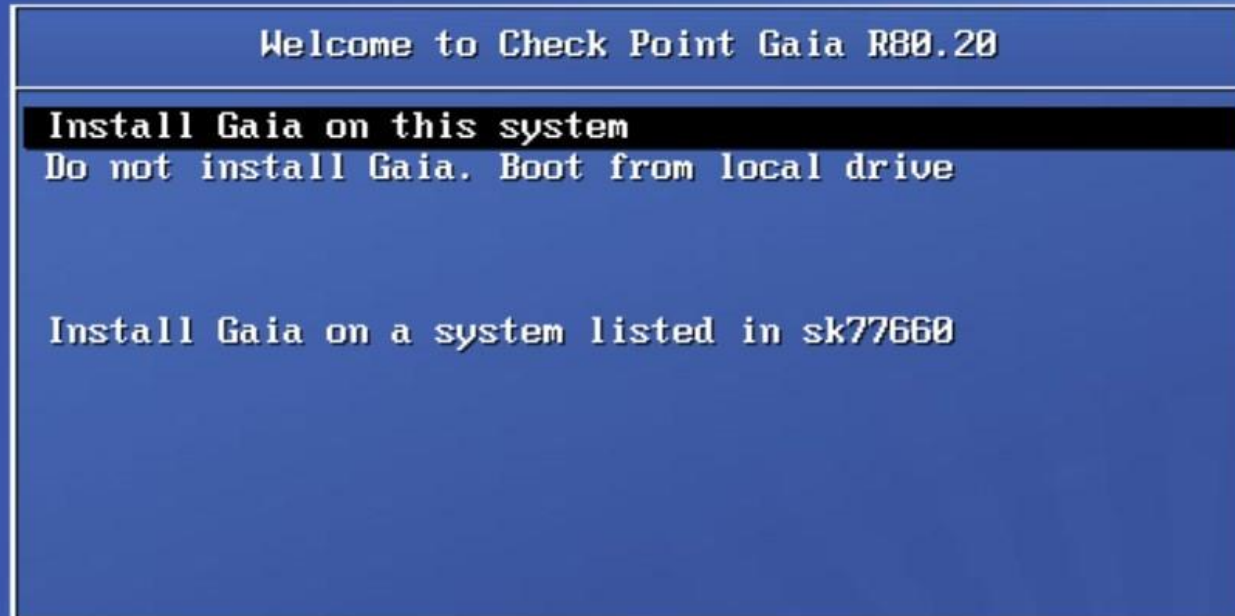 Welcome to Check Point Gaia R80.20
Install Gaia on this system
Do not install Gaia. Boot from local drive
Install Gaia on a system listed in sk77660